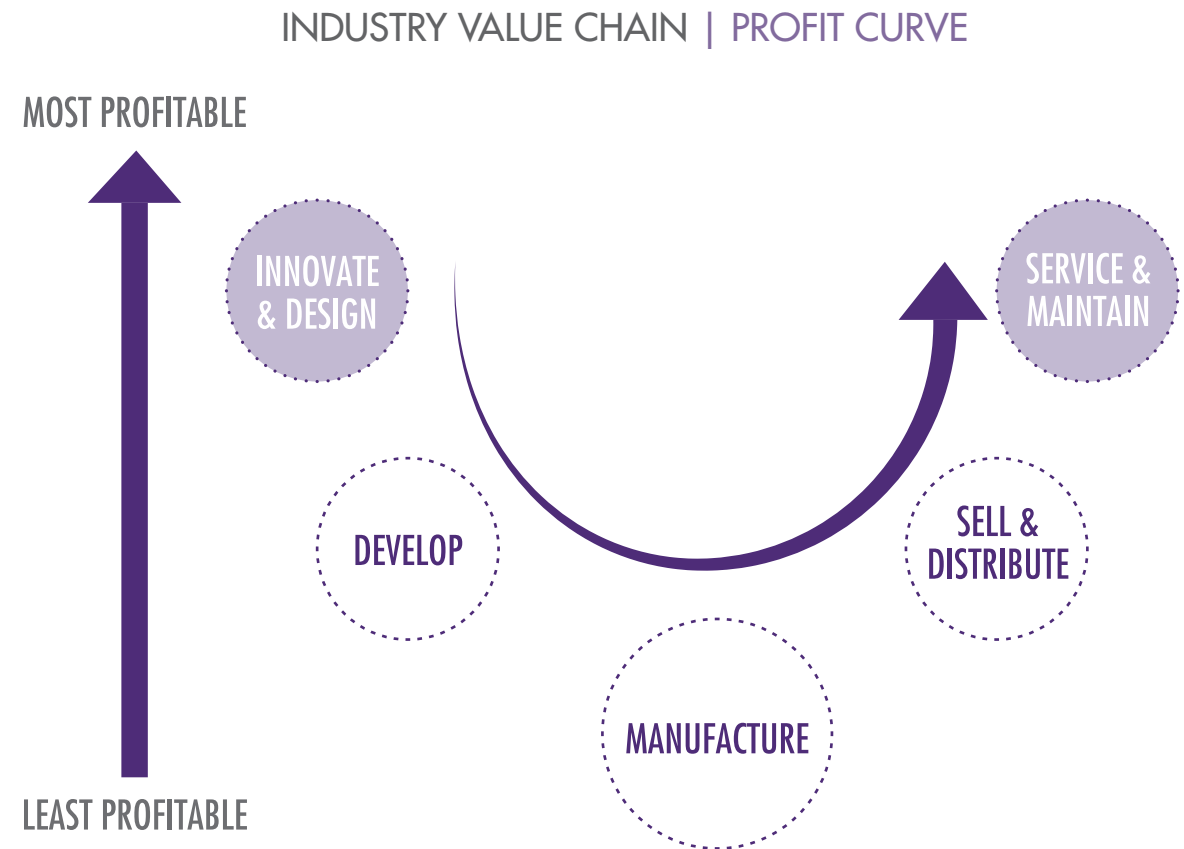 INDUSTRY VALUE CHAIN | PROFIT CURVE
MOST PROFITABLE
INNOVATE
& DESIGN
SERVICE &
MAINTAIN
DEVELOP
SELL &
DISTRIBUTE
MANUFACTURE
LEAST PROFITABLE